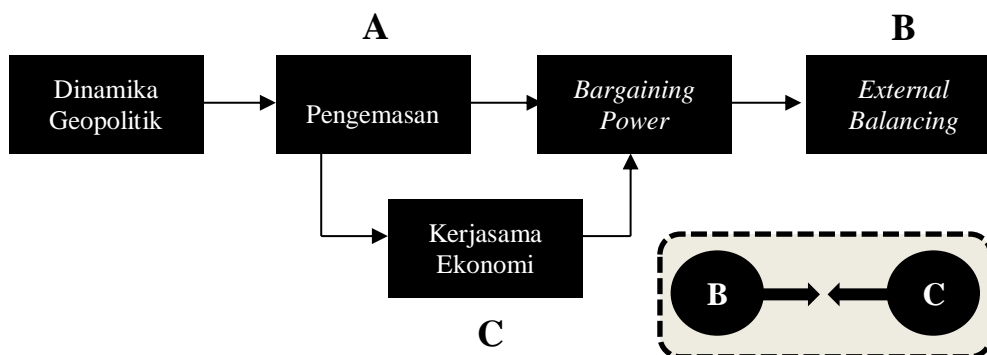 A
B
Dinamika
Geopolitik
Pengemasan
Bargaining
Power
External
Balancing
Kerjasama
Ekonomi
C
B
C